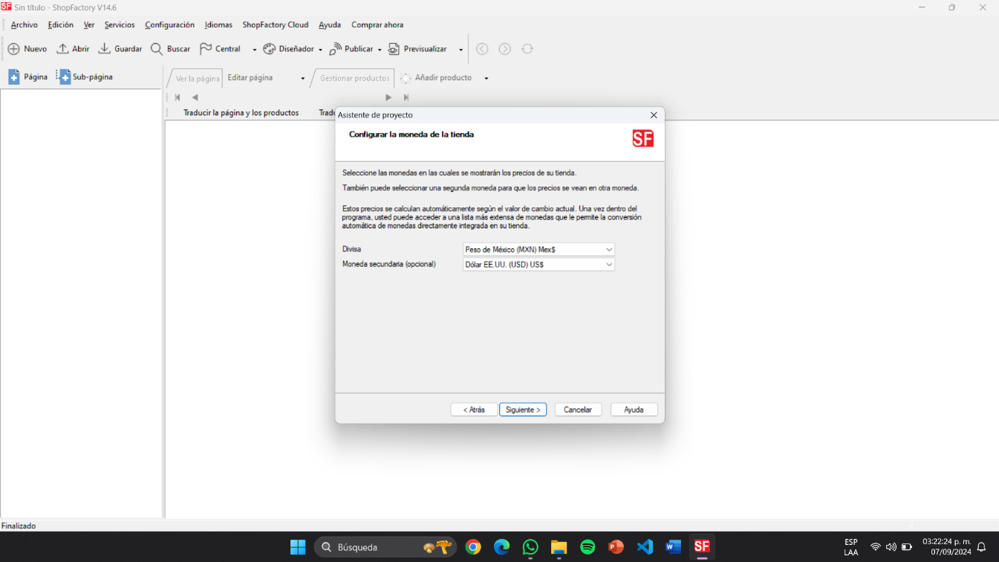 SF Sin título - ShopFactory V14.6
Archivo Edición Ver Servicios Configuración Idiomas ShopFactory Cloud Ayuda Comprar ahora
Nuevo Abrir Guardar Buscar Central Diseñador Publicar Previsualizar
Página Sub-página Ver la página Editar página Gestionar productos Añadir producto
Traducir la página y los productos Tradu
Asistente de proyecto
Configurar la moneda de la tienda
SF
Seleccione las monedas en las cuales se mostrarán los precios de su tienda.
También puede seleccionar una segunda moneda para que los precios se vean en otra moneda.
Estos precios se calculan automáticamente según el valor de cambio actual. Una vez dentro del
programa, usted puede acceder a una lista más extensa de monedas que le permite la conversión
automática de monedas directamente integrada en su tienda.
Divisa Peso de México (MXN) Mex$
Moneda secundaria (opcional) Dólar EE.UU. (USD) US$
< Atrás Siguiente > Cancelar Ayuda
Finalizado
Búsqueda P W SF ESP LAA 03:22:24 p. m. 07/09/2024